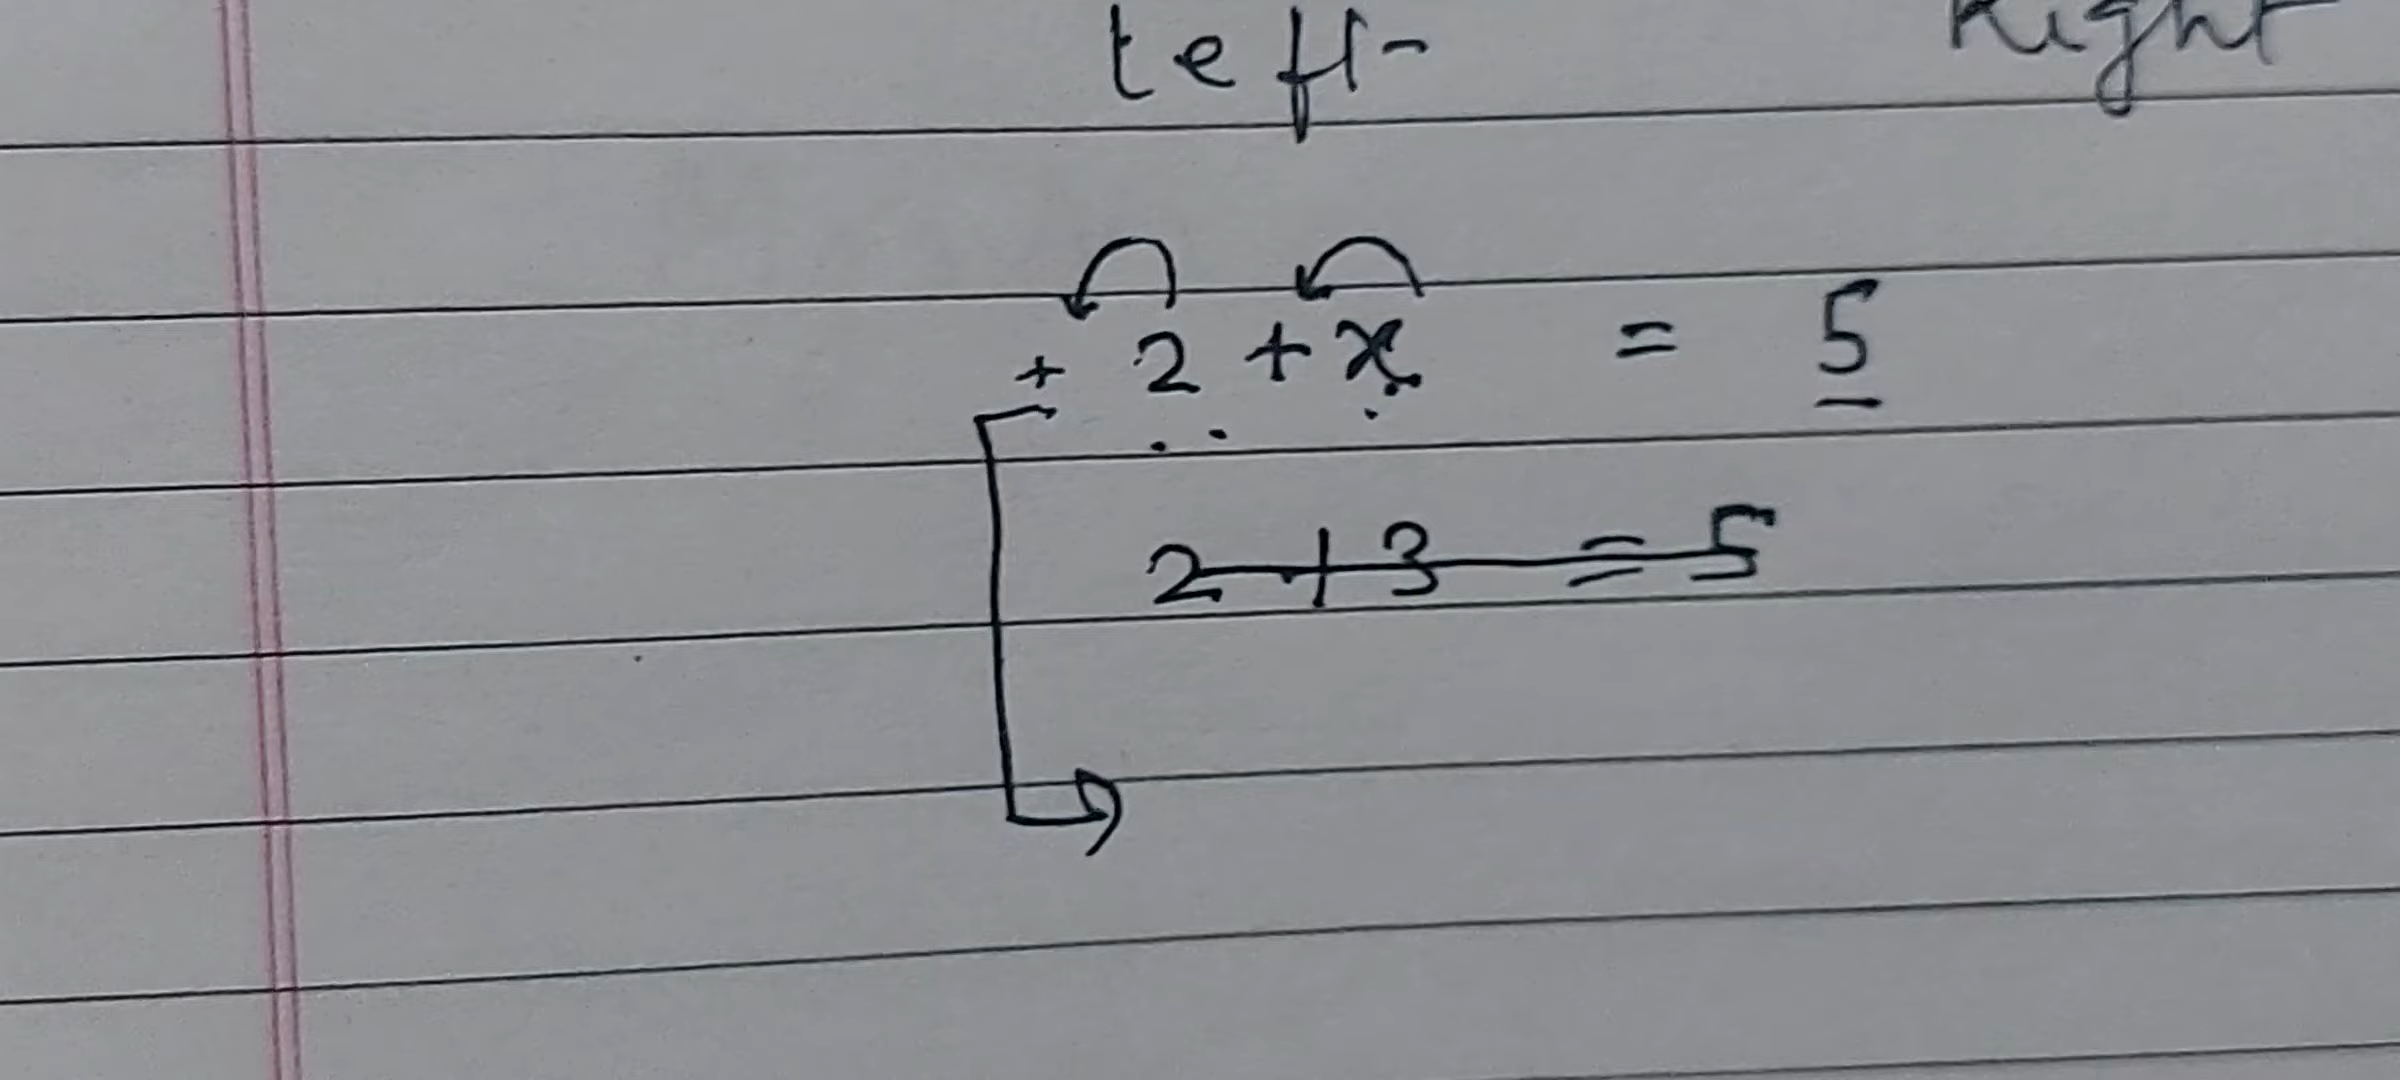 Left Right
+ 2 + x = 5
2 + 3 = 5